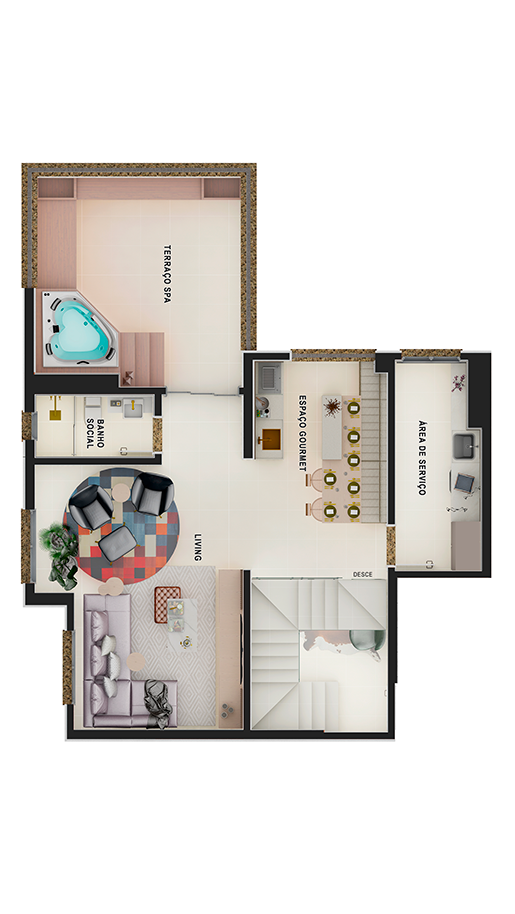 TERRAÇO SPA
BANHO
SOCIAL
ESPAÇO GOURMET
ÁREA DE SERVIÇO
LIVING
DESCE